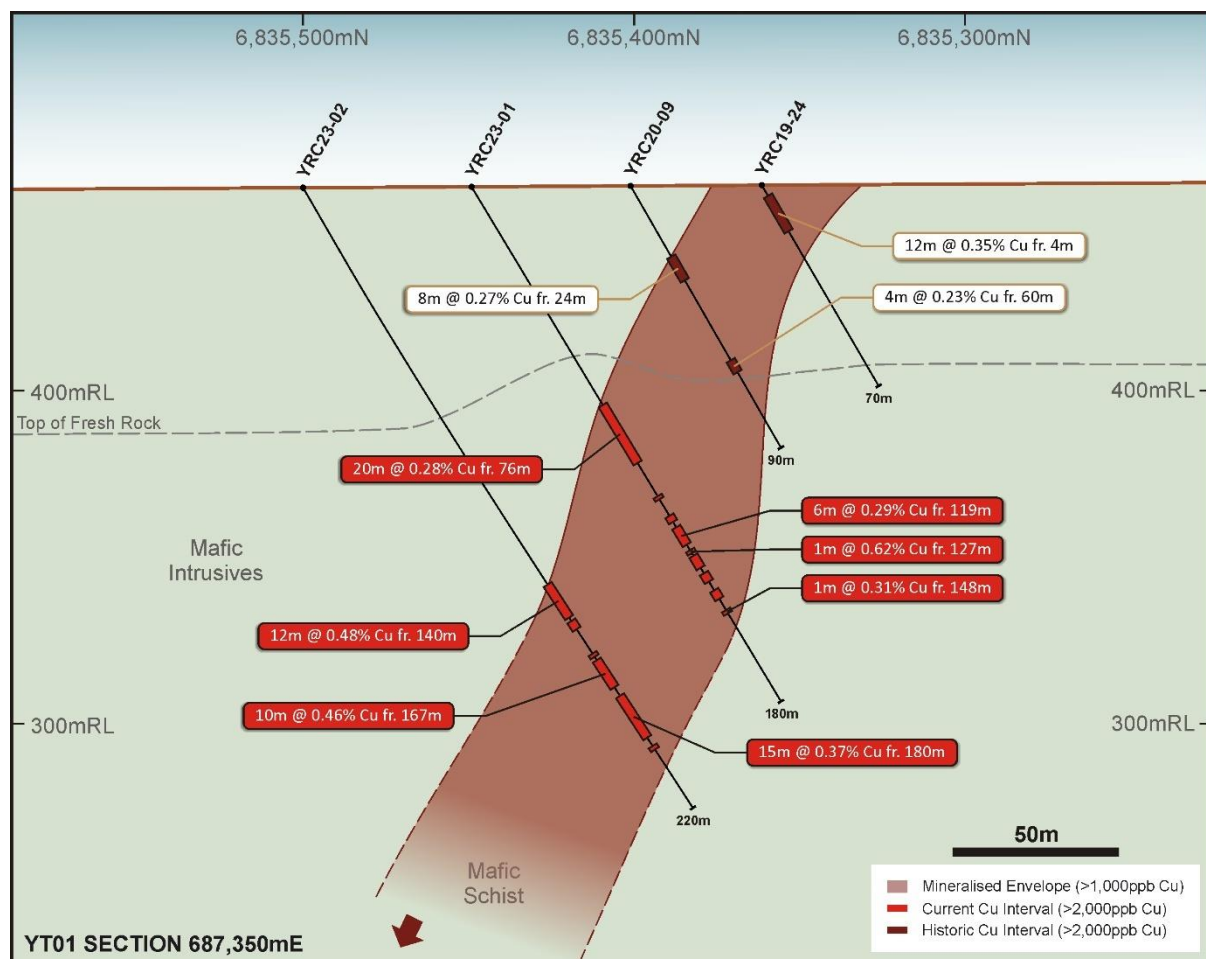 6,835,500mN
6,835,400mN
6,835,300mN
YRC23-02
YRC23-01
YRC20-09
YRC19-24
12m @ 0.35% Cu fr. 4m
8m @ 0.27% Cu fr. 24m
4m @ 0.23% Cu fr. 60m
400mRL
400mRL
70m
Top of Fresh Rock
90m
20m @ 0.28% Cu fr. 76m
6m @ 0.29% Cu fr. 119m
Mafic
Intrusives
1m @ 0.62% Cu fr. 127m
1m @ 0.31% Cu fr. 148m
12m @ 0.48% Cu fr. 140m
180m
10m @ 0.46% Cu fr. 167m
300mRL
300mRL
15m @ 0.37% Cu fr. 180m
220m
50m
Mafic
Schist
Mineralised Envelope (>1,000ppb Cu)
Current Cu Interval (>2,000ppb Cu)
Historic Cu Interval (>2,000ppb Cu)
YT01 SECTION 687,350mE